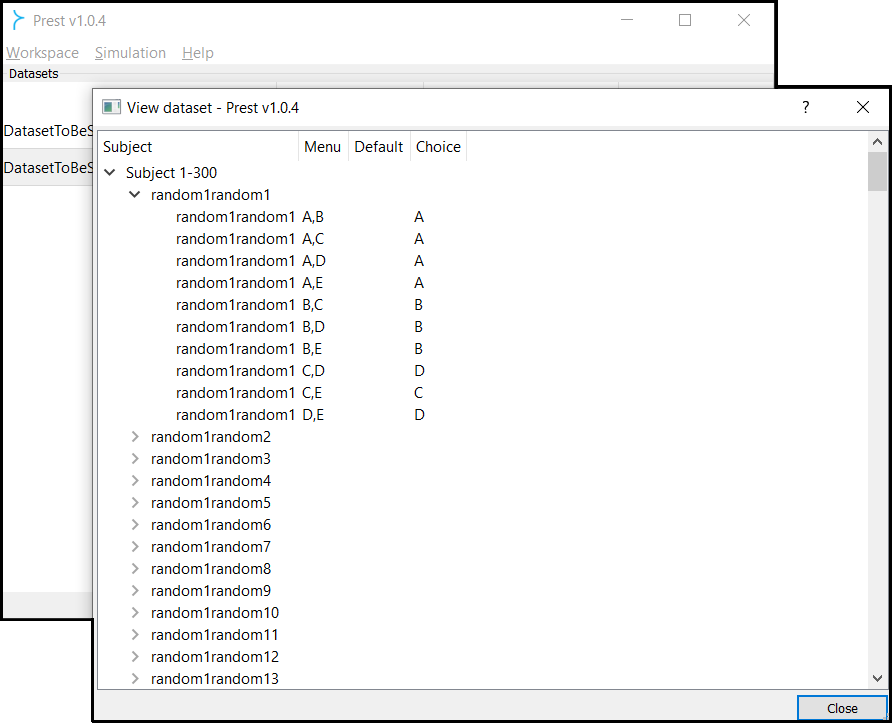 Prest v1.0.4
Workspace Simulation Help
Datasets
DatasetToBeS
DatasetToBeS
View dataset - Prest v1.0.4 ?
Subject Menu Default Choice
Subject 1-300
random1random1
random1random1 A,B A
random1random1 A,C A
random1random1 A,D A
random1random1 A,E A
random1random1 B,C B
random1random1 B,D B
random1random1 B,E B
random1random1 C,D D
random1random1 C,E C
random1random1 D,E D
random1random2
random1random3
random1random4
random1random5
random1random6
random1random7
random1random8
random1random9
random1random10
random1random11
random1random12
random1random13
Close